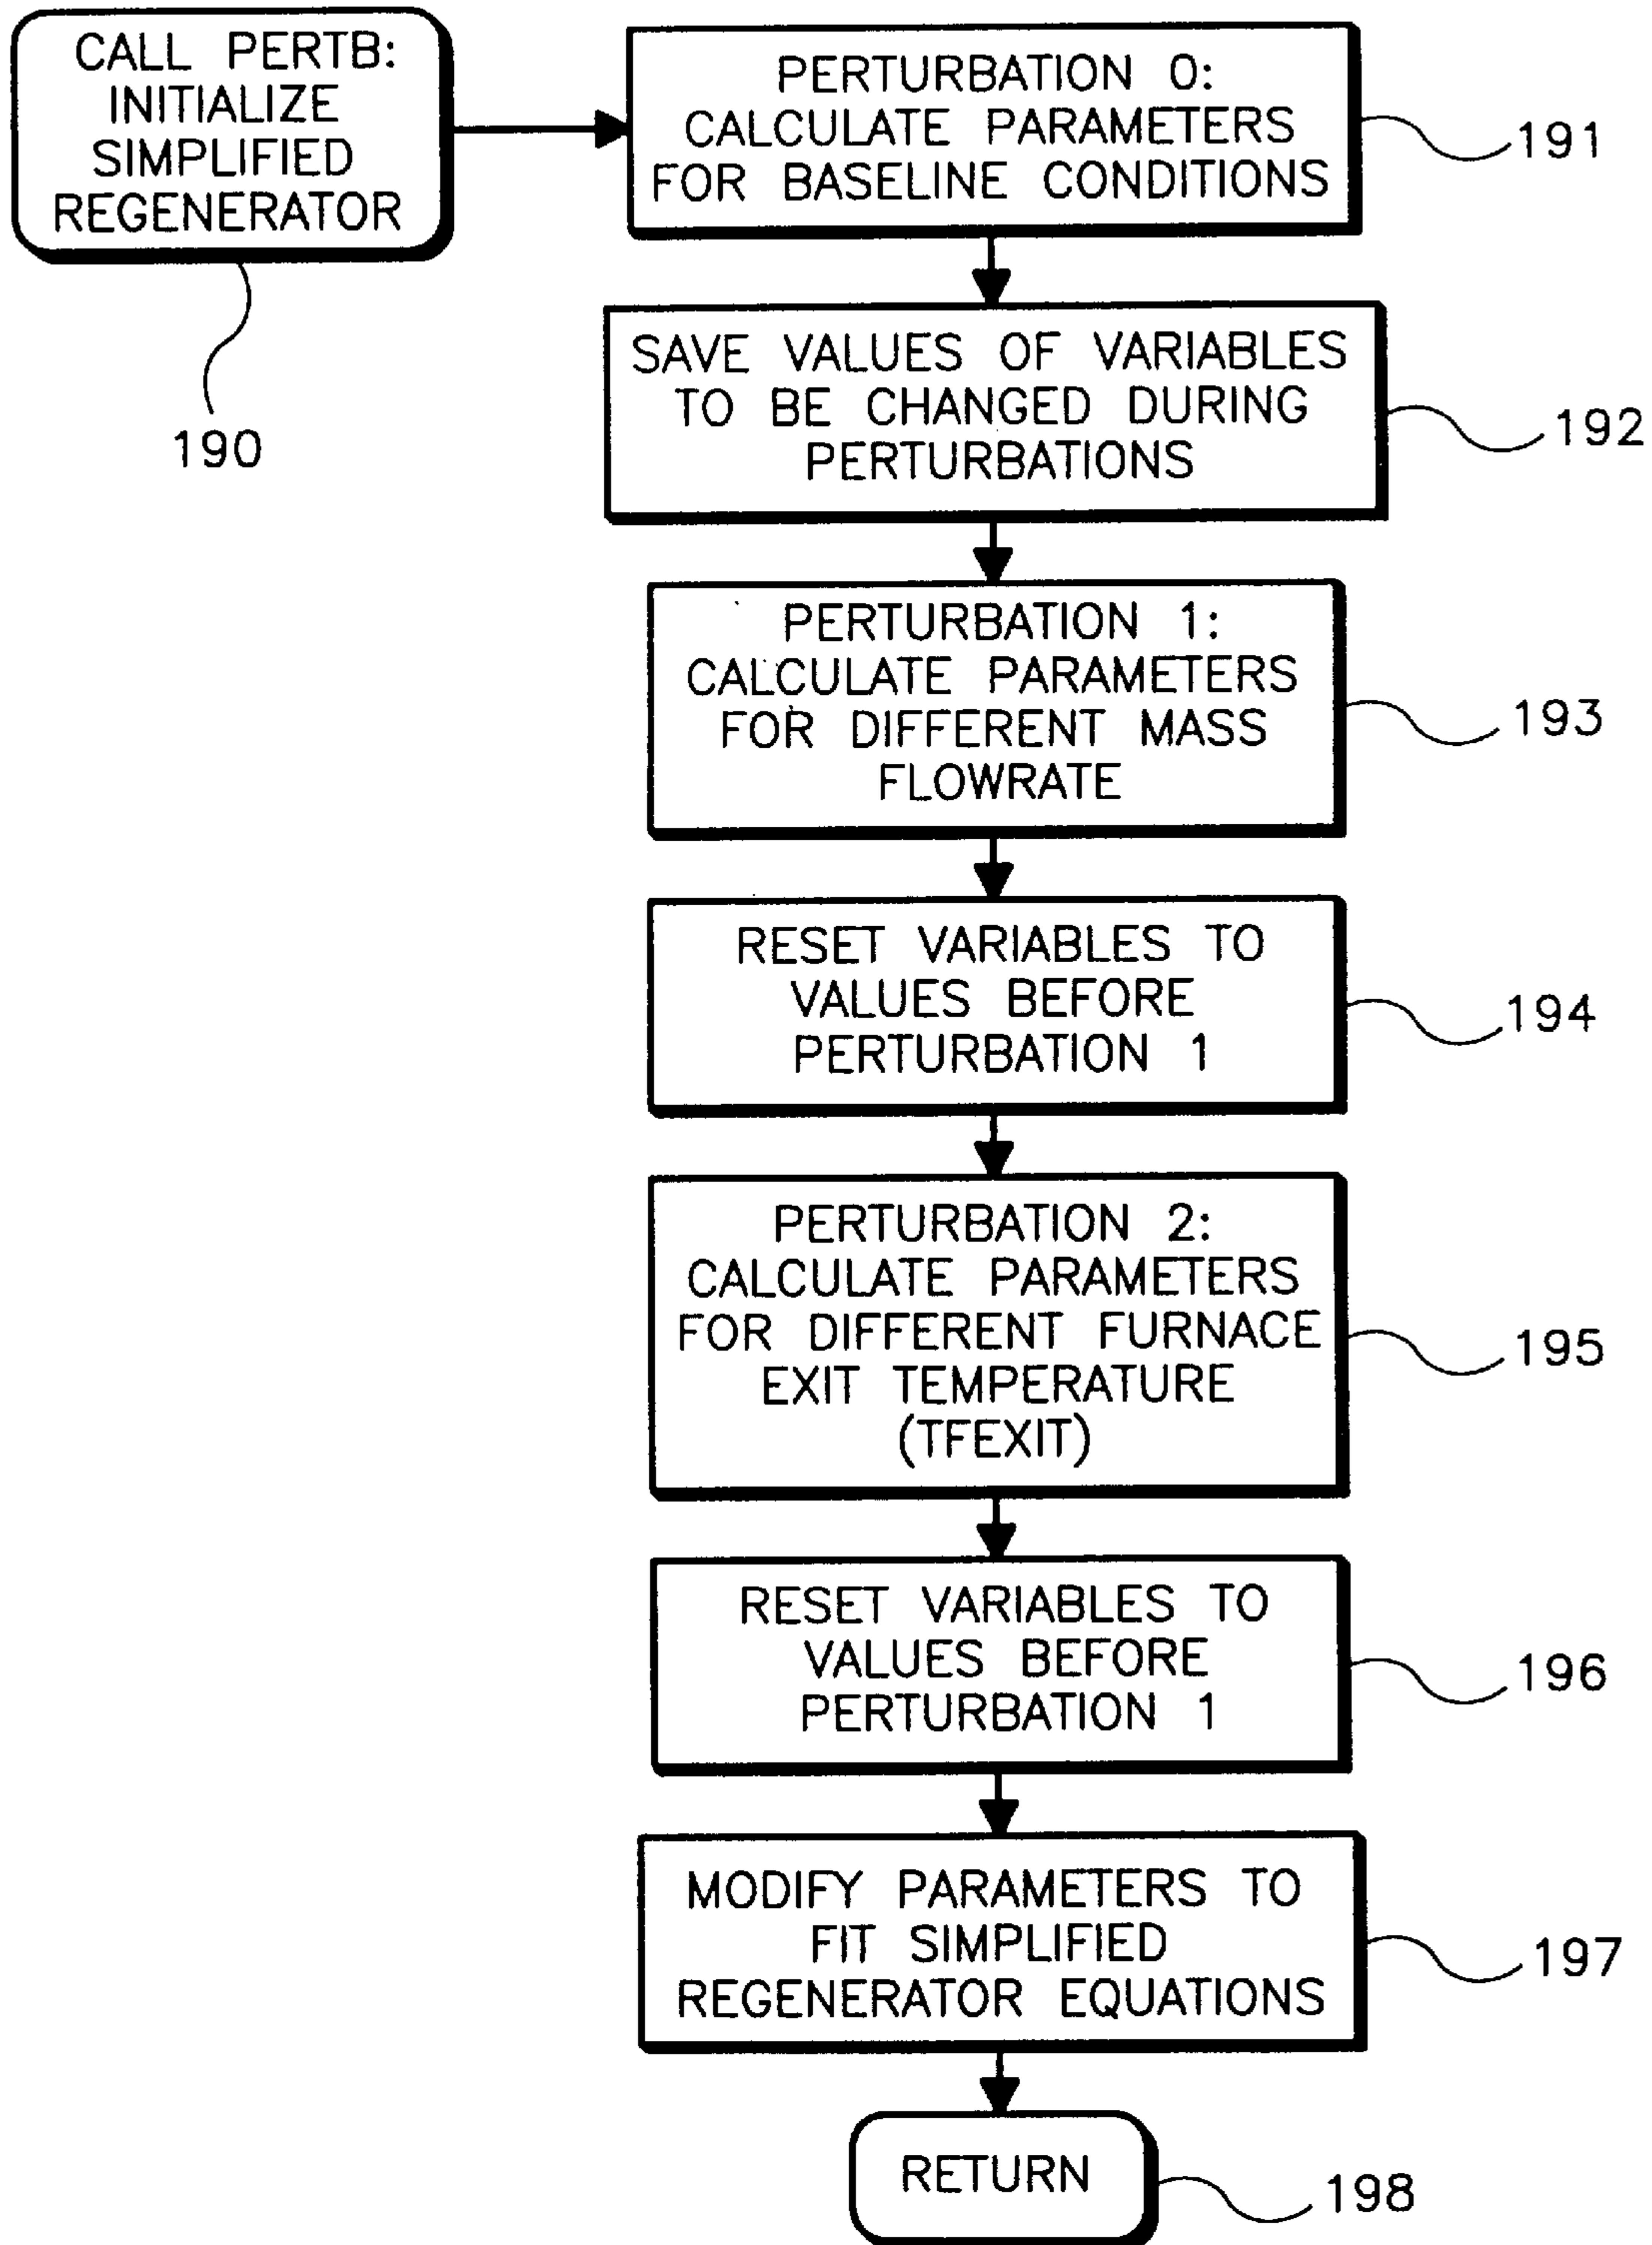 CALL PERTB:
INITIALIZE
SIMPLIFIED
REGENERATOR
190
PERTURBATION 0:
CALCULATE PARAMETERS
FOR BASELINE CONDITIONS
191
SAVE VALUES OF VARIABLES
TO BE CHANGED DURING
PERTURBATIONS
192
PERTURBATION 1:
CALCULATE PARAMETERS
FOR DIFFERENT MASS
FLOWRATE
193
RESET VARIABLES TO
VALUES BEFORE
PERTURBATION 1
194
PERTURBATION 2:
CALCULATE PARAMETERS
FOR DIFFERENT FURNACE
EXIT TEMPERATURE
(TFEXIT)
195
RESET VARIABLES TO
VALUES BEFORE
PERTURBATION 1
196
MODIFY PARAMETERS TO
FIT SIMPLIFIED
REGENERATOR EQUATIONS
197
RETURN
198